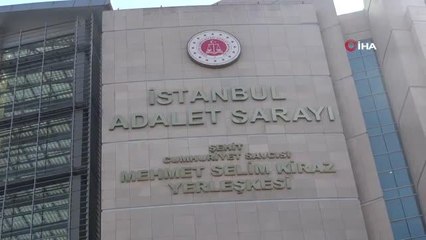 İHA
İSTANBUL
ADALET SARAYI
ŞEHİT
CUMHURİYET SAVCISI
MEHMET SELİM KİRAZ
YERLEŞKESİ